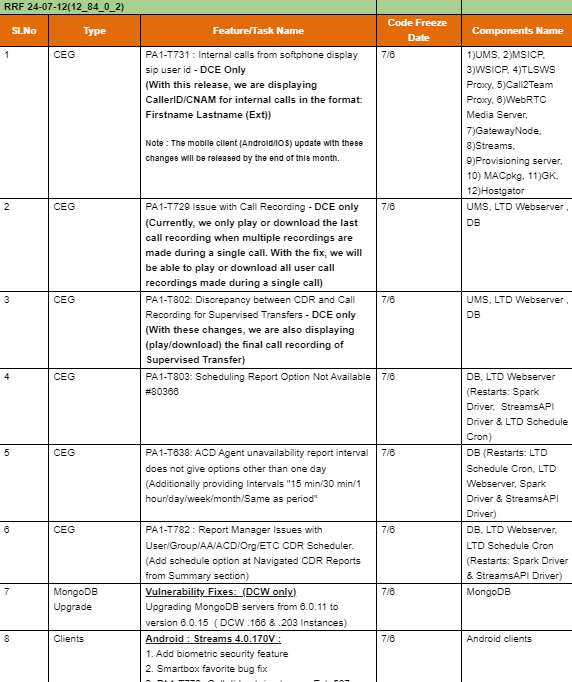 RRF 24-07-12(12_84_0_2)
Sl.No Type Feature/Task Name Code Freeze Date Components Name
1 CEG PA1-T731 : Internal calls from softphone display 7/6 1)UMS, 2)MSICP,
sip user id - DCE Only 3)WSICP, 4)TLSWS
(With this release, we are displaying Proxy, 5)Call2Team
CallerID/CNAM for internal calls in the format: Proxy, 6)WebRTC
Firstname Lastname (Ext)) Media Server,
7)GatewayNode,
Note : The mobile client (Android/IOS) update with these 8)Streams,
changes will be released by the end of this month. 9)Provisioning server,
10) MACpkg, 11)GK,
12)Hostgator
2 CEG PA1-T729 Issue with Call Recording - DCE only 7/6 UMS, LTD Webserver ,
(Currently, we only play or download the last DB
call recording when multiple recordings are
made during a single call. With the fix, we will
be able to play or download all user call
recordings made during a single call)
3 CEG PA1-T802: Discrepancy between CDR and Call 7/6 UMS, LTD Webserver ,
Recording for Supervised Transfers - DCE only DB
(With these changes, we are also displaying
(play/download) the final call recording of
Supervised Transfer)
4 CEG PA1-T803: Scheduling Report Option Not Available 7/6 DB, LTD Webserver
#80366 (Restarts: Spark
Driver, StreamsAPI
Driver & LTD Schedule
Cron)
5 CEG PA1-T638: ACD Agent unavailability report interval 7/6 DB (Restarts: LTD
does not give options other than one day Schedule Cron, LTD
(Additionally providing Intervals "15 min/30 min/1 Webserver, Spark
hour/day/week/month/Same as period" Driver & StreamsAPI
Driver)
6 CEG PA1-T782 : Report Manager Issues with 7/6 DB, LTD Webserver,
User/Group/AA/ACD/Org/ETC CDR Scheduler. LTD Schedule Cron
(Add schedule option at Navigated CDR Reports (Restarts: Spark Driver
from Summary section) & StreamsAPI Driver)
7 MongoDB Vulnerability Fixes: (DCW only) 7/6 MongoDB
Upgrade Upgrading MongoDB servers from 6.0.11 to
version 6.0.15 ( DCW .166 & .203 Instances)
8 Clients Android : Streams 4.0.170V : 7/6 Android clients
1. Add biometric security feature
2. Smartbox favorite bug fix